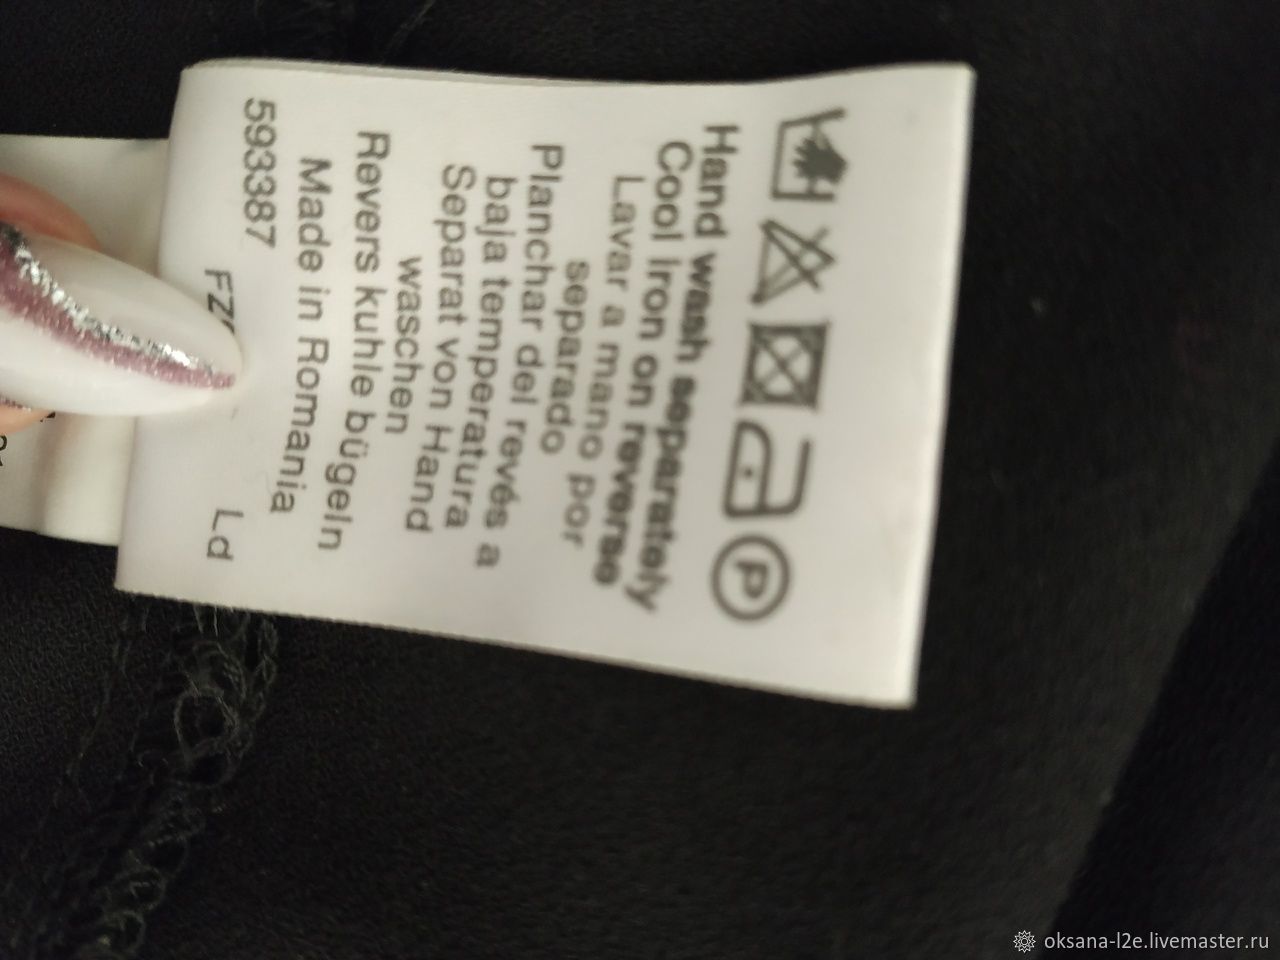 P
Hand wash separately
Cool Iron on reverse
Lavar a mano por
separado
Planchar del revés a
baja temperatura
Separat von Hand
waschen
Revers kuhle bügeln
Made in Romania
593387
Ld
oksana-l2e.livemaster.ru